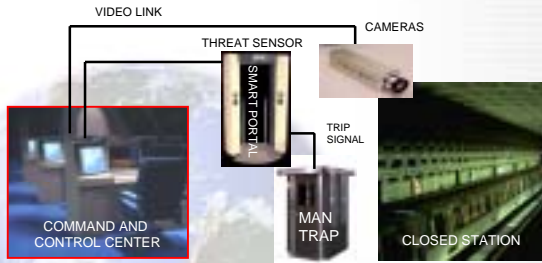 VIDEO LINK
CAMERAS
THREAT SENSOR
SMART PORTAL
TRIP
SIGNAL
MAN
TRAP
COMMAND AND
CONTROL CENTER
CLOSED STATION